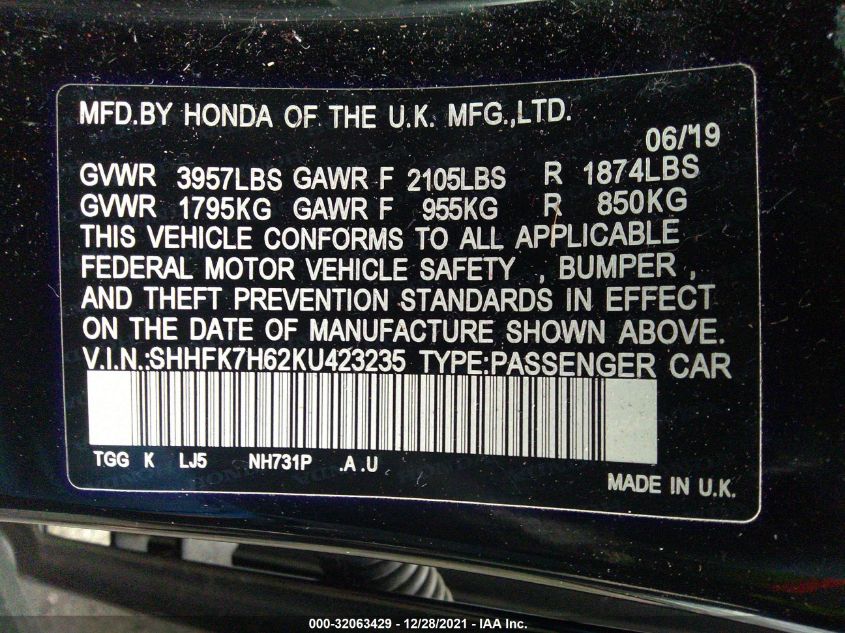 MFD.BY HONDA OF THE U.K. MFG.,LTD.
06/19
GVWR 3957LBS GAWR F 2105LBS R 1874LBS
GVWR 1795KG GAWR F 955KG R 850KG
THIS VEHICLE CONFORMS TO ALL APPLICABLE
FEDERAL MOTOR VEHICLE SAFETY , BUMPER ,
AND THEFT PREVENTION STANDARDS IN EFFECT
ON THE DATE OF MANUFACTURE SHOWN ABOVE.
V.I.N.:SHHFK7H62KU423235 TYPE:PASSENGER CAR
TGG K LJ5 NH731P .A .U
MADE IN U.K.
000-32063429 - 12/28/2021 - IAA Inc.